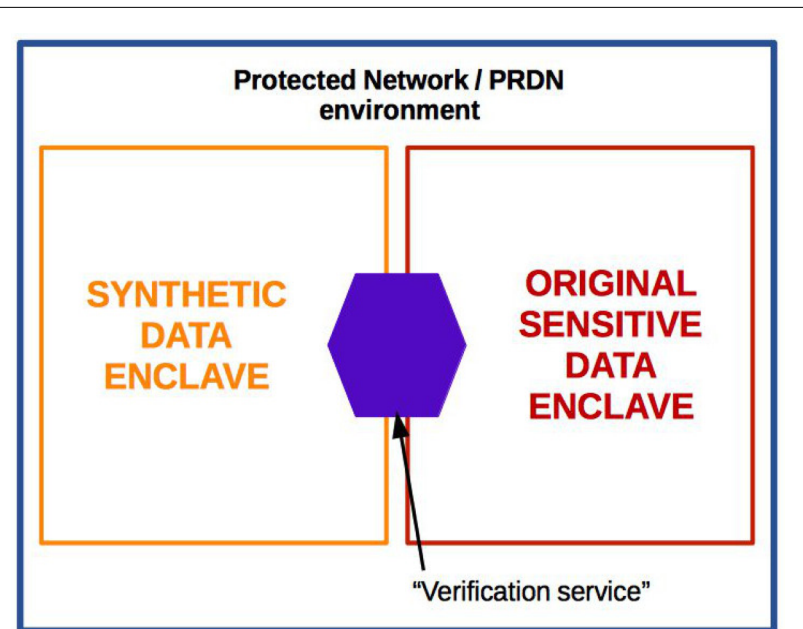 Protected Network / PRDN
environment
SYNTHETIC
DATA
ENCLAVE
ORIGINAL
SENSITIVE
DATA
ENCLAVE
“Verification service”